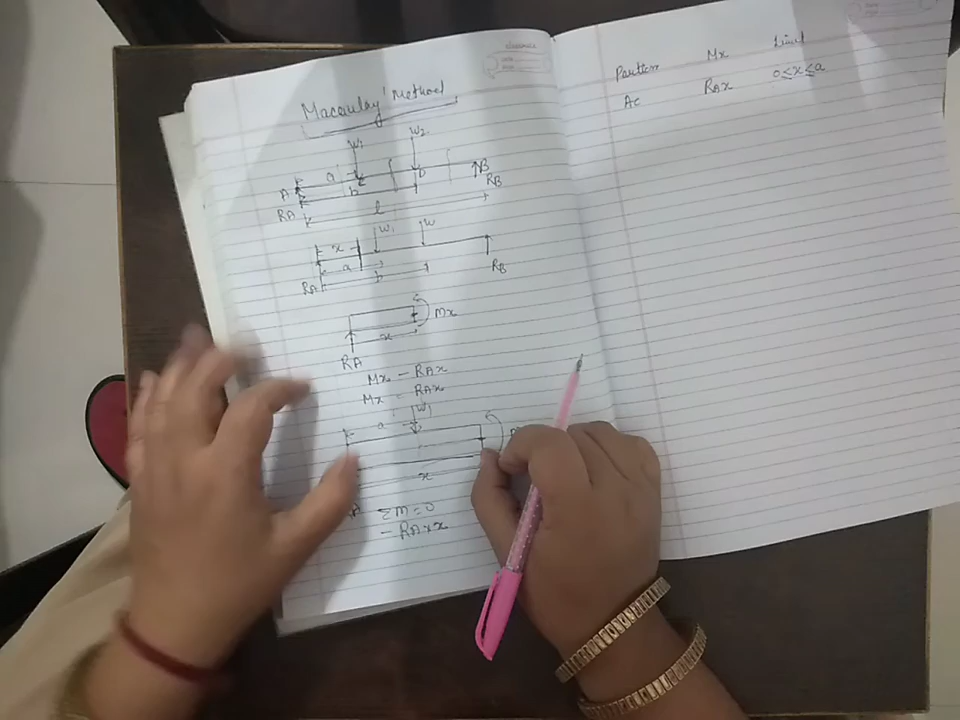 Macaulay' Method
W1 W2
a b
A C D B
b
RA RB
l
x W1 W
a
b
RA RB
Mx
x
RA
Mx - RAx
Mx = RAx
W1
a
x
A ΣM=0
- RA×x
Portion Mx Limit
AC RAx 0≤x≤a